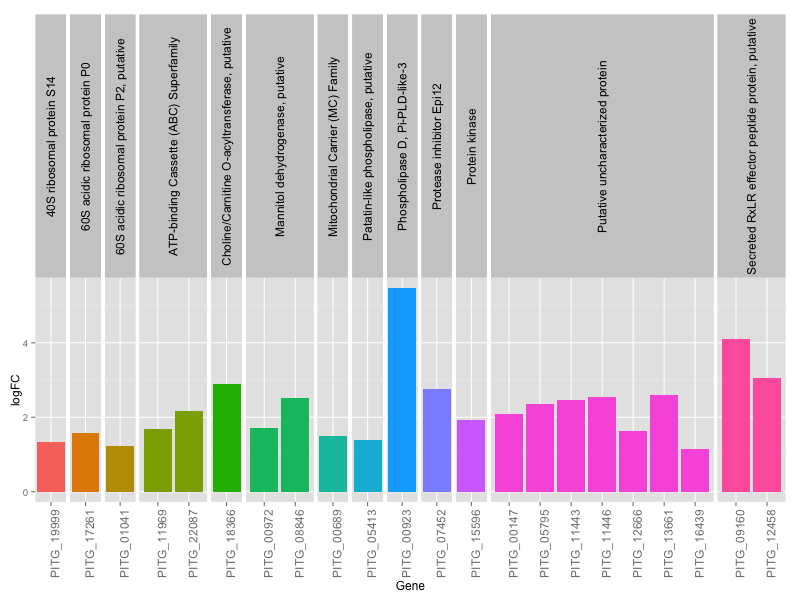 40S ribosomal protein S14
60S acidic ribosomal protein P0
60S acidic ribosomal protein P2, putative
ATP-binding Cassette (ABC) Superfamily
Choline/Carnitine O-acyltransferase, putative
Mannitol dehydrogenase, putative
Mitochondrial Carrier (MC) Family
Patatin-like phospholipase, putative
Phospholipase D, Pi-PLD-like-3
Protease inhibitor Epi12
Protein kinase
Putative uncharacterized protein
Secreted RxLR effector peptide protein, putative
logFC
4
2
0
PITG_19999
PITG_17261
PITG_01041
PITG_11969
PITG_22087
PITG_18366
PITG_00972
PITG_08846
PITG_00689
PITG_05413
PITG_00923
PITG_07452
PITG_15596
PITG_00147
PITG_05795
PITG_11443
PITG_11446
PITG_12666
PITG_13661
PITG_16439
PITG_09160
PITG_12458
Gene